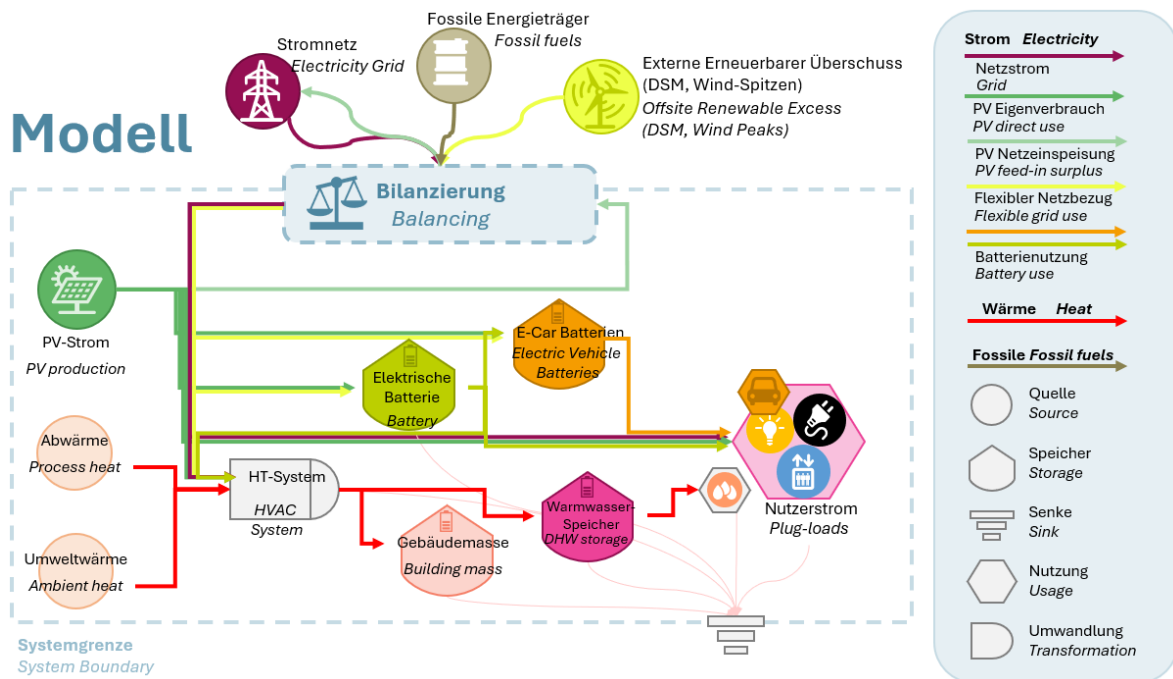 Modell
Stromnetz
Electricity Grid
Fossile Energieträger
Fossil fuels
Externe Erneuerbarer Überschuss
(DSM, Wind-Spitzen)
Offsite Renewable Excess
(DSM, Wind Peaks)
Bilanzierung
Balancing
PV-Strom
PV production
E-Car Batterien
Electric Vehicle
Batteries
Elektrische
Batterie
Battery
Abwärme
Process heat
HT-System
HVAC
System
Umweltwärme
Ambient heat
Gebäudemasse
Building mass
Warmwasser-
Speicher
DHW storage
Nutzerstrom
Plug-loads
Systemgrenze
System Boundary
Strom Electricity
Netzstrom
Grid
PV Eigenverbrauch
PV direct use
PV Netzeinspeisung
PV feed-in surplus
Flexibler Netzbezug
Flexible grid use
Batterienutzung
Battery use
Wärme Heat
Fossile Fossil fuels
Quelle
Source
Speicher
Storage
Senke
Sink
Nutzung
Usage
Umwandlung
Transformation